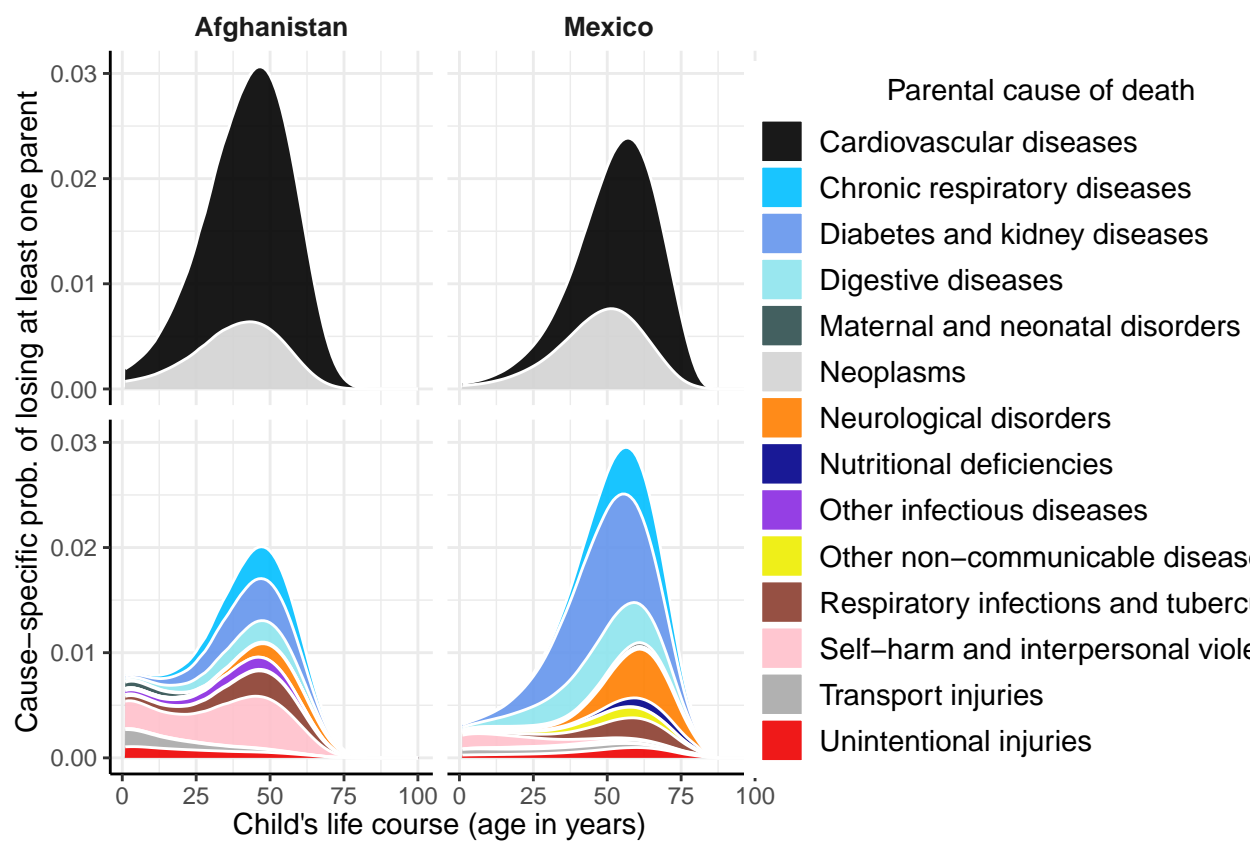 Afghanistan Mexico
Cause−specific prob. of losing at least one parent
0.03
0.02
0.01
0.00
0.03
0.02
0.01
0.00
0 25 50 75 100 0 25 50 75 100
Child's life course (age in years)
Parental cause of death
Cardiovascular diseases
Chronic respiratory diseases
Diabetes and kidney diseases
Digestive diseases
Maternal and neonatal disorders
Neoplasms
Neurological disorders
Nutritional deficiencies
Other infectious diseases
Other non−communicable disease
Respiratory infections and tuberc
Self−harm and interpersonal viole
Transport injuries
Unintentional injuries